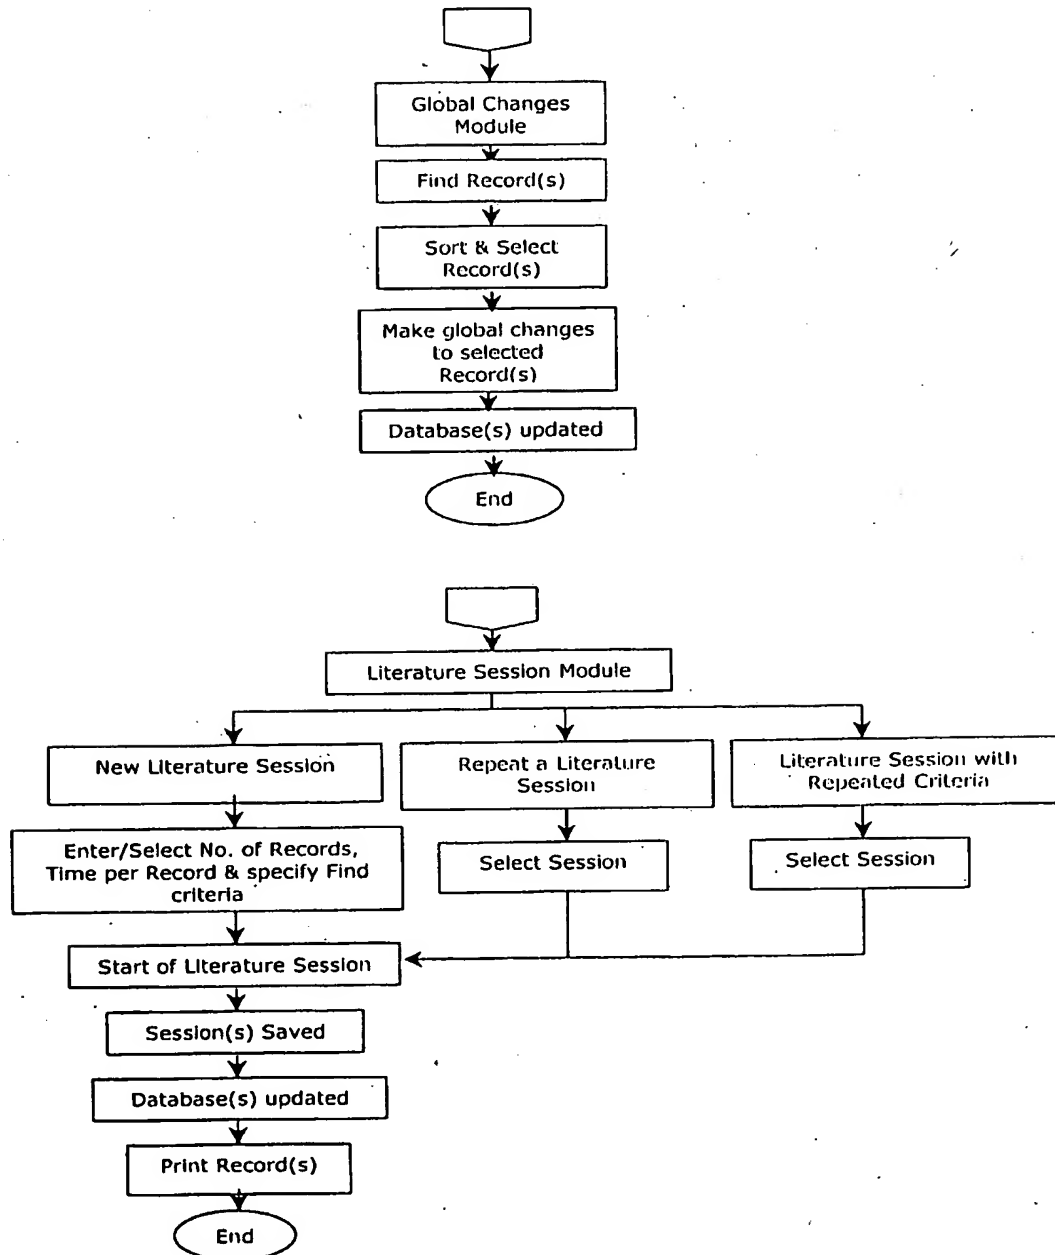 Global Changes
Module
Find Record(s)
Sort & Select
Record(s)
Make global changes
to selected
Record(s)
Database(s) updated
End
Literature Session Module
New Literature Session
Repeat a Literature
Session
Literature Session with
Repeated Criteria
Enter/Select No. of Records,
Time per Record & specify Find
criteria
Select Session
Select Session
Start of Literature Session
Session(s) Saved
Database(s) updated
Print Record(s)
End